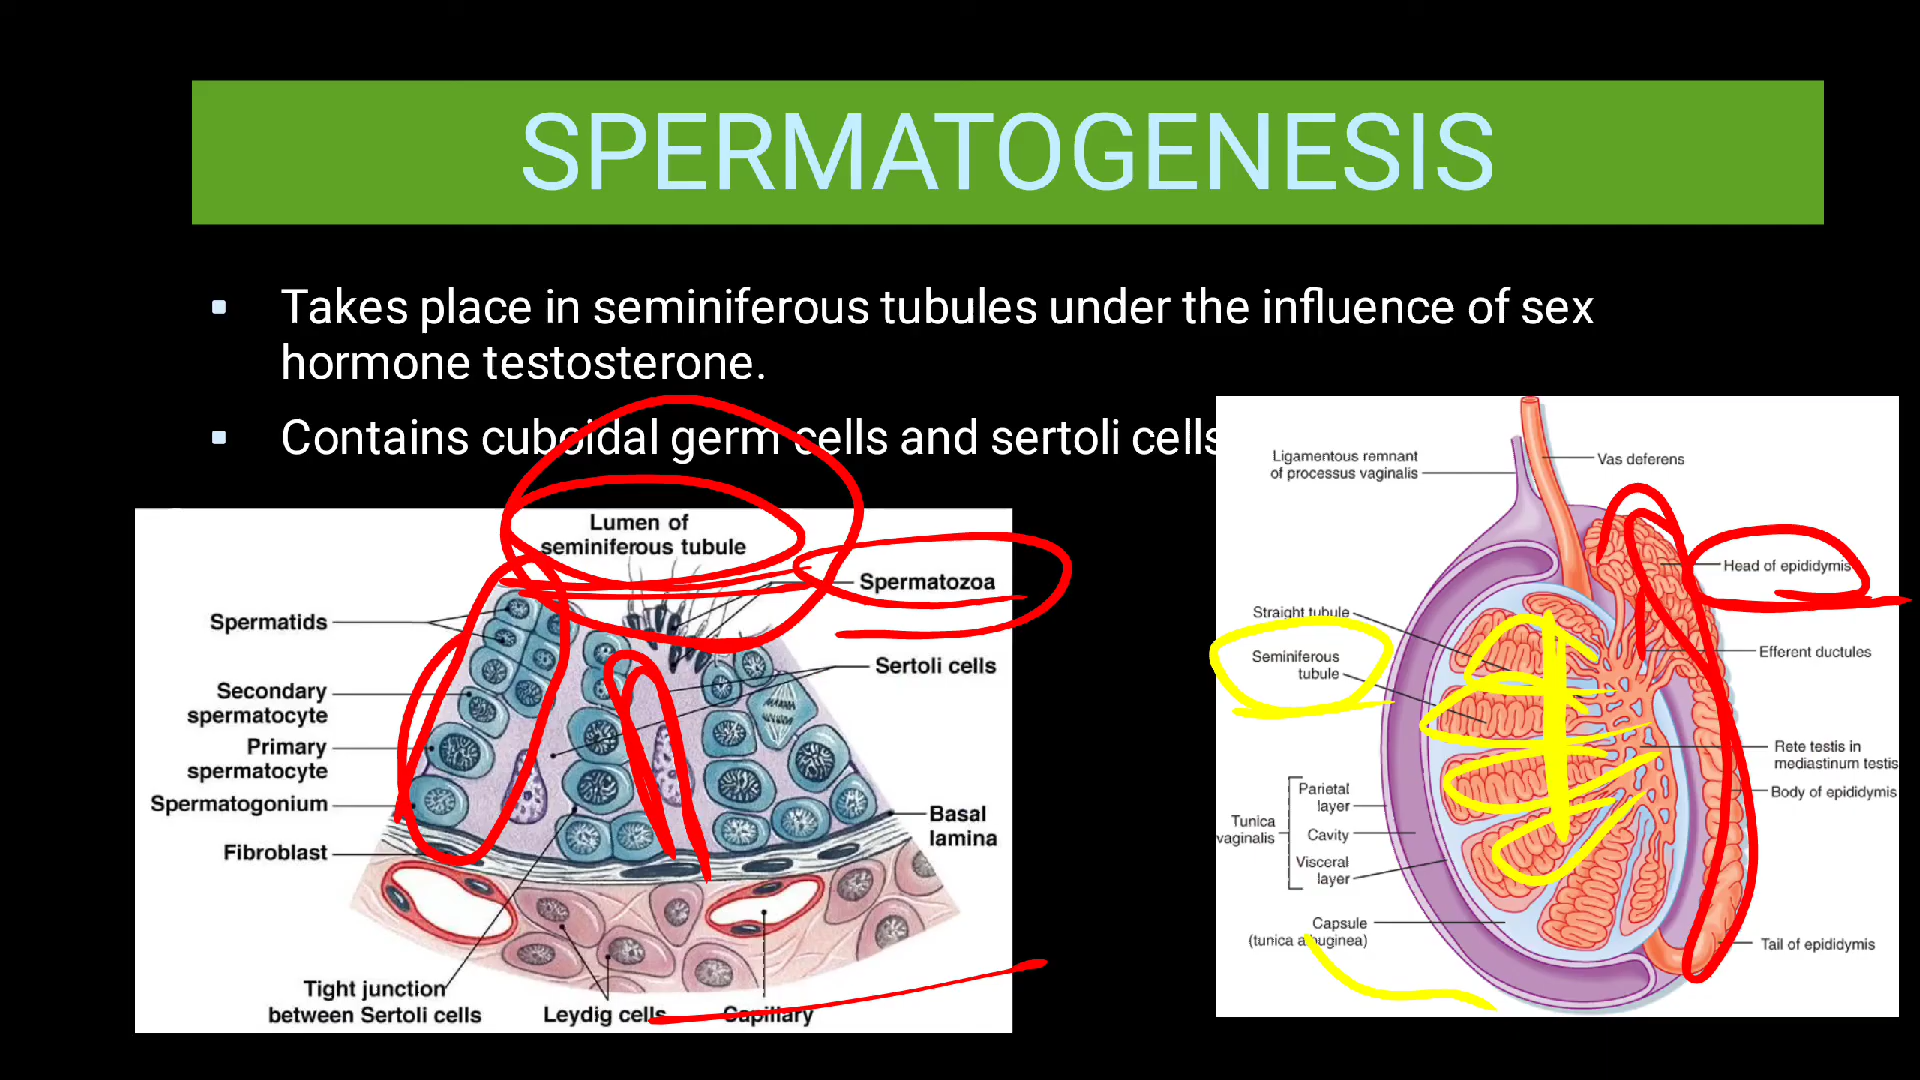 SPERMATOGENESIS
Takes place in seminiferous tubules under the influence of sex
hormone testosterone.
Contains cuboidal germ cells and sertoli cells
Lumen of
seminiferous tubule
Spermatozoa
Spermatids
Sertoli cells
Secondary
spermatocyte
Primary
spermatocyte
Spermatogonium
Basal
lamina
Fibroblast
Tight junction
between Sertoli cells
Leydig cells
Capillary
Ligamentous remnant
of processus vaginalis
Vas deferens
Head of epididymis
Straight tubule
Seminiferous
tubule
Efferent ductules
Rete testis in
mediastinum testis
Body of epididymis
Parietal
layer
Tunica
vaginalis
Cavity
Visceral
layer
Capsule
(tunica albuginea)
Tail of epididymis